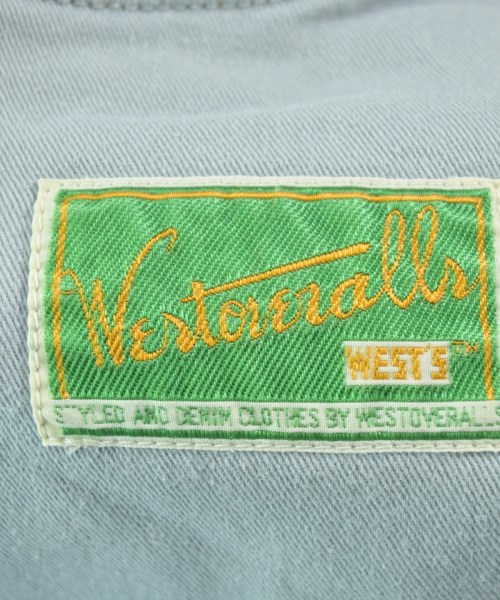 Westoveralls
WEST'S™
STYLED AND DENIM CLOTHES BY WESTOVERALLS